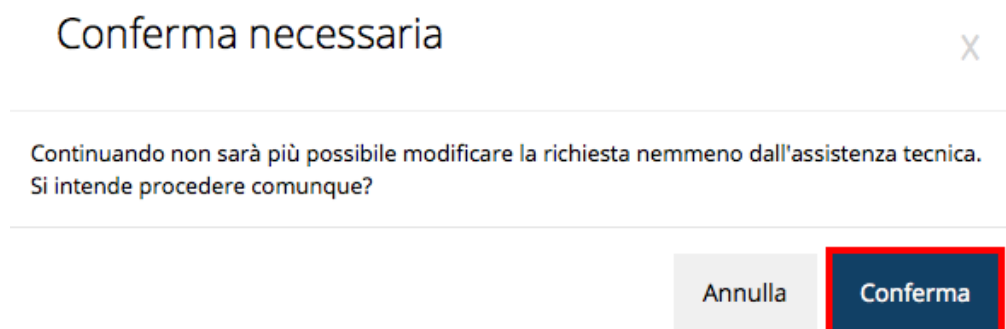 Conferma necessaria
X
Continuando non sarà più possibile modificare la richiesta nemmeno dall'assistenza tecnica.
Si intende procedere comunque?
Annulla
Conferma